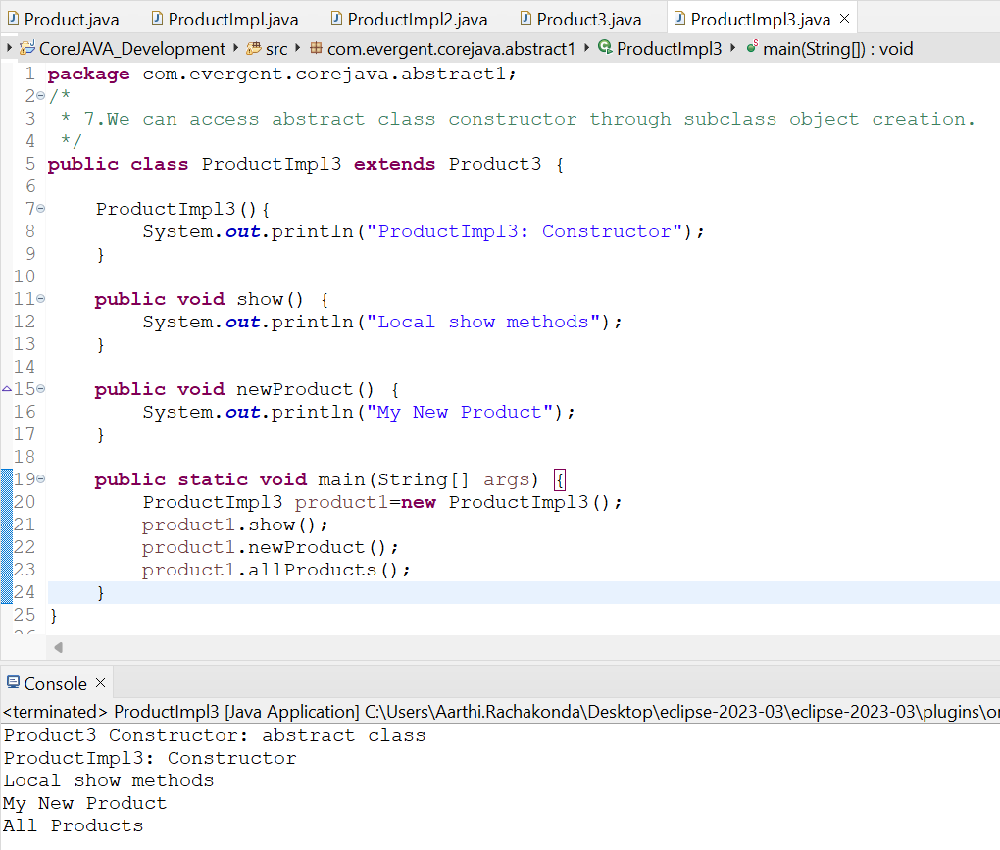 Product.java ProductImpl.java ProductImpl2.java Product3.java ProductImpl3.java
CoreJAVA_Development src com.evergent.corejava.abstract1 ProductImpl3 main(String[]) : void
1 package com.evergent.corejava.abstract1;
2 /*
3  * 7.We can access abstract class constructor through subclass object creation.
4  */
5 public class ProductImpl3 extends Product3 {
6
7     ProductImpl3(){
8         System.out.println("ProductImpl3: Constructor");
9     }
10
11     public void show() {
12         System.out.println("Local show methods");
13     }
14
15     public void newProduct() {
16         System.out.println("My New Product");
17     }
18
19     public static void main(String[] args) {
20         ProductImpl3 product1=new ProductImpl3();
21         product1.show();
22         product1.newProduct();
23         product1.allProducts();
24     }
25 }
Console
<terminated> ProductImpl3 [Java Application] C:\Users\Aarthi.Rachakonda\Desktop\eclipse-2023-03\eclipse-2023-03\plugins\
Product3 Constructor: abstract class
ProductImpl3: Constructor
Local show methods
My New Product
All Products